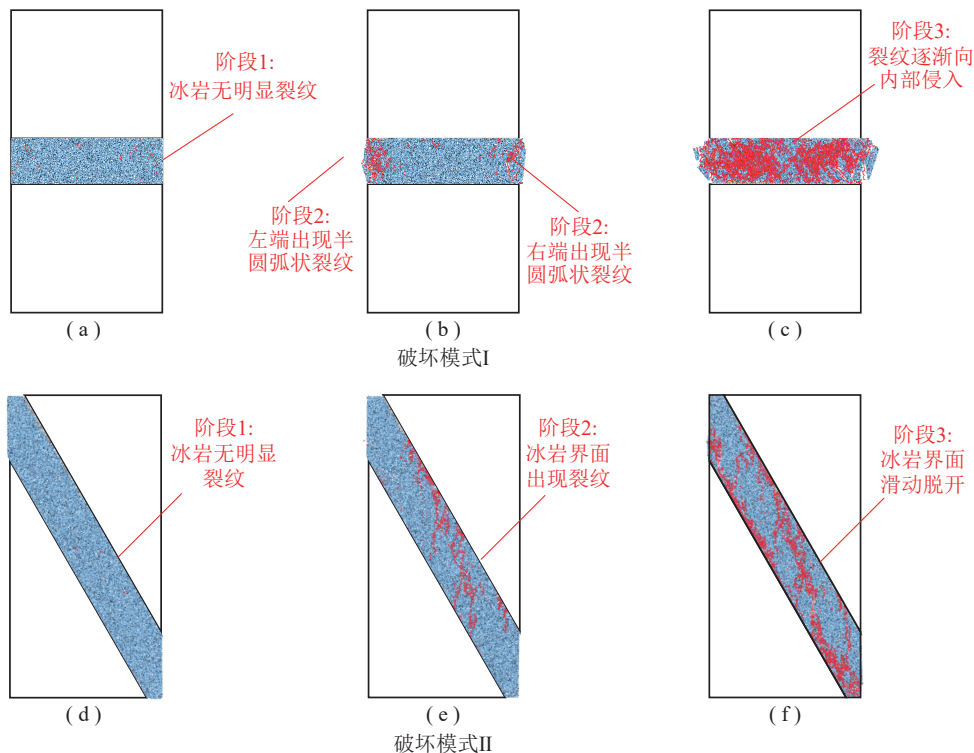 阶段1:
冰岩无明显裂纹
阶段2:
左端出现半
圆弧状裂纹
阶段2:
右端出现半
圆弧状裂纹
阶段3:
裂纹逐渐向
内部侵入
(a)
(b)
(c)
破坏模式I
阶段1:
冰岩无明显
裂纹
阶段2:
冰岩界面
出现裂纹
阶段3:
冰岩界面
滑动脱开
(d)
(e)
(f)
破坏模式II